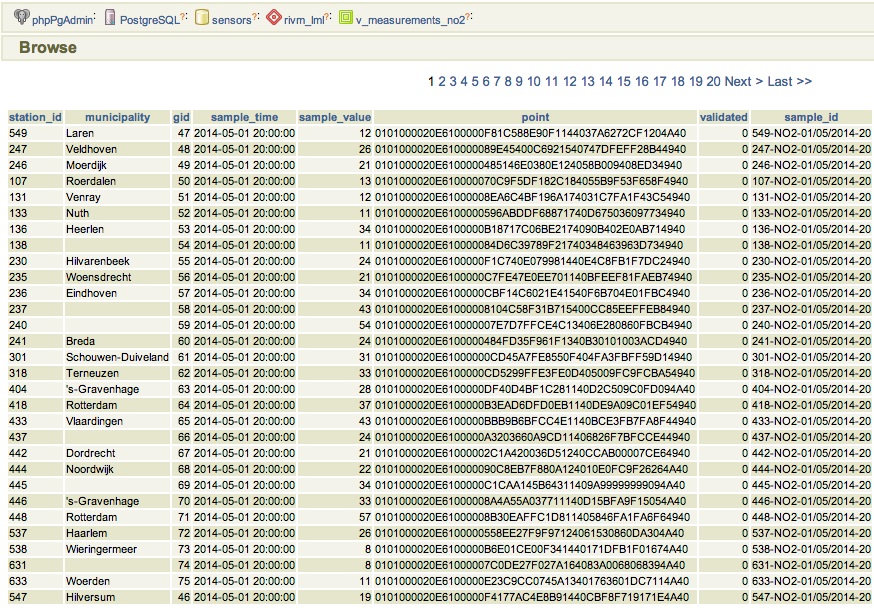 phpPgAdmin: PostgreSQL?: sensors?: rivm_lml?: v_measurements_no2?:
Browse
1 2 3 4 5 6 7 8 9 10 11 12 13 14 15 16 17 18 19 20 Next > Last >>
station_id municipality gid sample_time sample_value point validated sample_id
549 Laren 47 2014-05-01 20:00:00 12 0101000020E6100000F81C588E90F1144037A6272CF1204A40 0 549-NO2-01/05/2014-20
247 Veldhoven 48 2014-05-01 20:00:00 26 0101000020E610000089E45400C6921540747DFEFF28B44940 0 247-NO2-01/05/2014-20
246 Moerdijk 49 2014-05-01 20:00:00 21 0101000020E6100000485146E0380E124058B009408ED34940 0 246-NO2-01/05/2014-20
107 Roerdalen 50 2014-05-01 20:00:00 13 0101000020E610000070C9F5DF182C184055B9F53F658F4940 0 107-NO2-01/05/2014-20
131 Venray 51 2014-05-01 20:00:00 12 0101000020E61000008EA6C4BF196A174031C7FA1F43C54940 0 131-NO2-01/05/2014-20
133 Nuth 52 2014-05-01 20:00:00 11 0101000020E6100000596ABDDF68871740D675036097734940 0 133-NO2-01/05/2014-20
136 Heerlen 53 2014-05-01 20:00:00 34 0101000020E6100000B18717C06BE2174090B402E0AB714940 0 136-NO2-01/05/2014-20
138 54 2014-05-01 20:00:00 11 0101000020E610000084D6C39789F21740348463963D734940 0 138-NO2-01/05/2014-20
230 Hilvarenbeek 55 2014-05-01 20:00:00 24 0101000020E6100000F1C740E079981440E4C8FB1F7DC24940 0 230-NO2-01/05/2014-20
235 Woensdrecht 56 2014-05-01 20:00:00 21 0101000020E6100000C7FE47E0EE701140BFEEF81FAEB74940 0 235-NO2-01/05/2014-20
236 Eindhoven 57 2014-05-01 20:00:00 34 0101000020E6100000CBF14C6021E41540F6B704E01FBC4940 0 236-NO2-01/05/2014-20
237 58 2014-05-01 20:00:00 43 0101000020E61000008104C58F31B715400CC85EEFFEB84940 0 237-NO2-01/05/2014-20
240 59 2014-05-01 20:00:00 54 0101000020E61000007E7D7FFCE4C13406E280860FBCB4940 0 240-NO2-01/05/2014-20
241 Breda 60 2014-05-01 20:00:00 24 0101000020E6100000484FD35F961F1340B30101003ACD4940 0 241-NO2-01/05/2014-20
301 Schouwen-Duiveland 61 2014-05-01 20:00:00 31 0101000020E6100000CD45A7FE8550F404FA3FBFF59D14940 0 301-NO2-01/05/2014-20
318 Terneuzen 62 2014-05-01 20:00:00 33 0101000020E6100000CD5299FFE3FE0D405009FC9FCBA54940 0 318-NO2-01/05/2014-20
404 's-Gravenhage 63 2014-05-01 20:00:00 28 0101000020E6100000DF40D4BF1C281140D2C509C0FD094A40 0 404-NO2-01/05/2014-20
418 Rotterdam 64 2014-05-01 20:00:00 37 0101000020E6100000B3EAD6DFD0EB1140DE9A09C01EF54940 0 418-NO2-01/05/2014-20
433 Vlaardingen 65 2014-05-01 20:00:00 43 0101000020E6100000BBB9B6BFCC4E1140BCE3FB7FA8F44940 0 433-NO2-01/05/2014-20
437 66 2014-05-01 20:00:00 24 0101000020E6100000A3203660A9CD11406826F7BFCCE44940 0 437-NO2-01/05/2014-20
442 Dordrecht 67 2014-05-01 20:00:00 21 0101000020E61000002C1A420036D51240CCAB00007CE64940 0 442-NO2-01/05/2014-20
444 Noordwijk 68 2014-05-01 20:00:00 22 0101000020E610000090C8EB7F880A124010E0FC9F26264A40 0 444-NO2-01/05/2014-20
445 69 2014-05-01 20:00:00 34 0101000020E6100000C1CAA145B64311409A99999999094A40 0 445-NO2-01/05/2014-20
446 's-Gravenhage 70 2014-05-01 20:00:00 33 0101000020E61000008A4A55A037711140D15BFA9F15054A40 0 446-NO2-01/05/2014-20
448 Rotterdam 71 2014-05-01 20:00:00 57 0101000020E61000008B30EAFFC1D811405846FA1FA6F64940 0 448-NO2-01/05/2014-20
537 Haarlem 72 2014-05-01 20:00:00 26 0101000020E6100000558EE27F9F97124061530860DA304A40 0 537-NO2-01/05/2014-20
538 Wieringermeer 73 2014-05-01 20:00:00 8 0101000020E6100000B6E01CE00F341440171DFB1F01674A40 0 538-NO2-01/05/2014-20
631 74 2014-05-01 20:00:00 8 0101000020E61000007C0DE27F027A164083A0068068394A40 0 631-NO2-01/05/2014-20
633 Woerden 75 2014-05-01 20:00:00 11 0101000020E6100000E23C9CC0745A13401763601DC7114A40 0 633-NO2-01/05/2014-20
547 Hilversum 46 2014-05-01 20:00:00 19 0101000020E6100000F4177AC4E8B91440CBF8F719171E4A40 0 547-NO2-01/05/2014-20